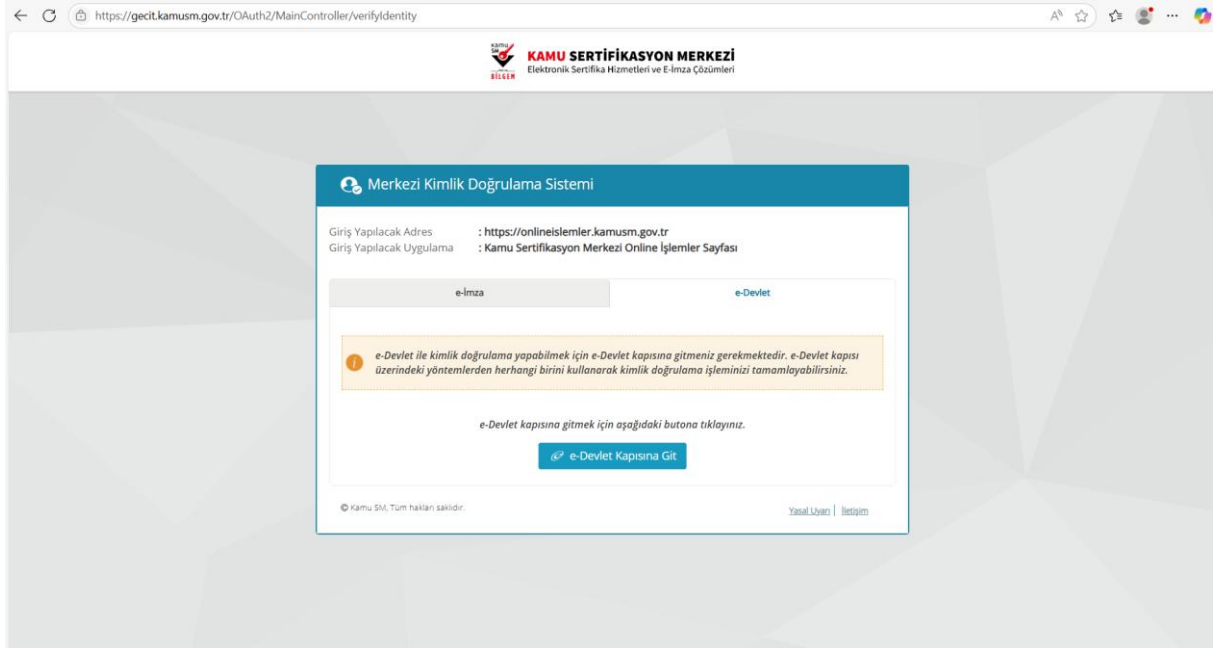 https://gecit.kamusm.gov.tr/OAuth2/MainController/verifyIdentity
KAMU SERTİFİKASYON MERKEZİ
Elektronik Sertifika Hizmetleri ve E-İmza Çözümleri
BİLGEM
Merkezi Kimlik Doğrulama Sistemi
Giriş Yapılacak Adres : https://onlineislemler.kamusm.gov.tr
Giriş Yapılacak Uygulama : Kamu Sertifikasyon Merkezi Online İşlemler Sayfası
e-İmza e-Devlet
e-Devlet ile kimlik doğrulama yapabilmek için e-Devlet kapısına gitmeniz gerekmektedir. e-Devlet kapısı
üzerindeki yöntemlerden herhangi birini kullanarak kimlik doğrulama işleminizi tamamlayabilirsiniz.
e-Devlet kapısına gitmek için aşağıdaki butona tıklayınız.
e-Devlet Kapısına Git
© Kamu SM, Tüm hakları saklıdır. Yasal Uyarı | İletişim